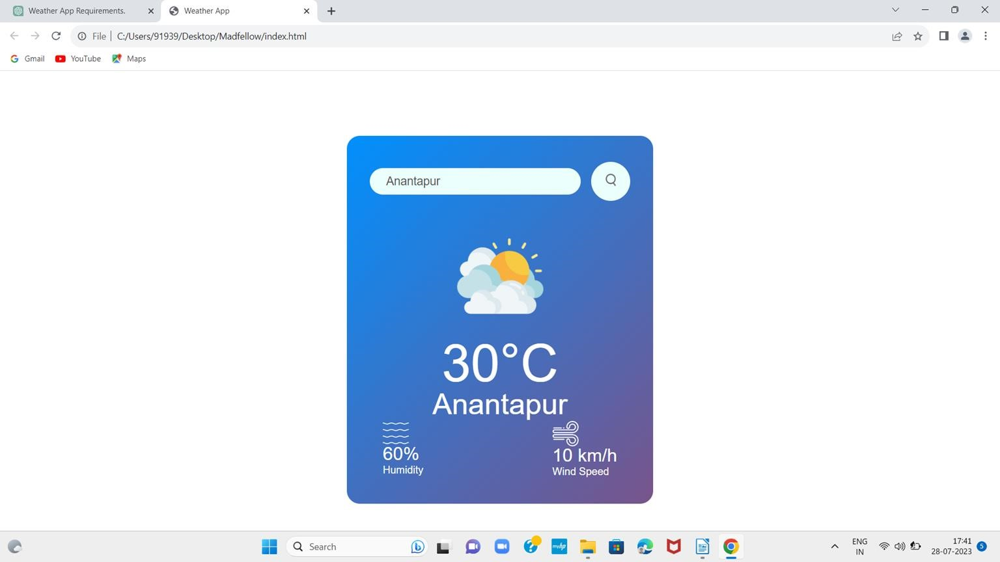 Weather App Requirements.
Weather App
File
C:/Users/91939/Desktop/Madfellow/index.html
Gmail
YouTube
Maps
Anantapur
30°C
Anantapur
60%
Humidity
10 km/h
Wind Speed
Search
myhp
ENG
IN
17:41
28-07-2023
5